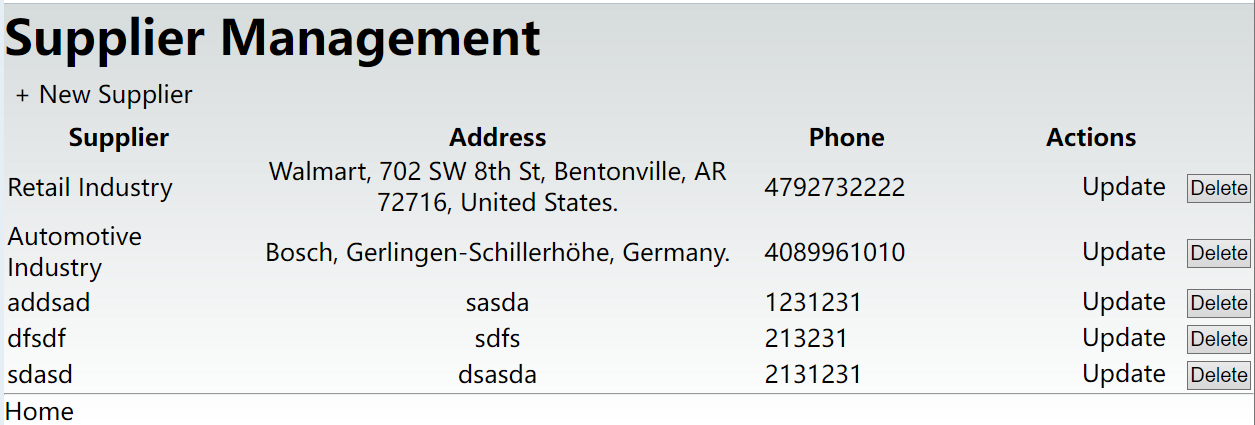 Supplier Management
+ New Supplier
Supplier Address Phone Actions
Retail Industry Walmart, 702 SW 8th St, Bentonville, AR 72716, United States. 4792732222 Update Delete
Automotive Industry Bosch, Gerlingen-Schillerhöhe, Germany. 4089961010 Update Delete
addsad sasda 1231231 Update Delete
dfsdf sdfs 213231 Update Delete
sdasd dsasda 2131231 Update Delete
Home